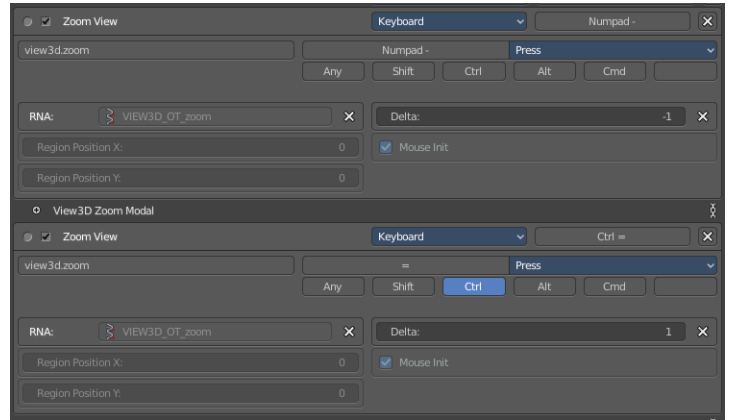 Zoom View Keyboard Numpad -
view3d.zoom Numpad - Press
Any Shift Ctrl Alt Cmd
RNA: VIEW3D_OT_zoom Delta: -1
Region Position X: 0 Mouse Init
Region Position Y: 0
View3D Zoom Modal
Zoom View Keyboard Ctrl =
view3d.zoom = Press
Any Shift Ctrl Alt Cmd
RNA: VIEW3D_OT_zoom Delta: 1
Region Position X: 0 Mouse Init
Region Position Y: 0